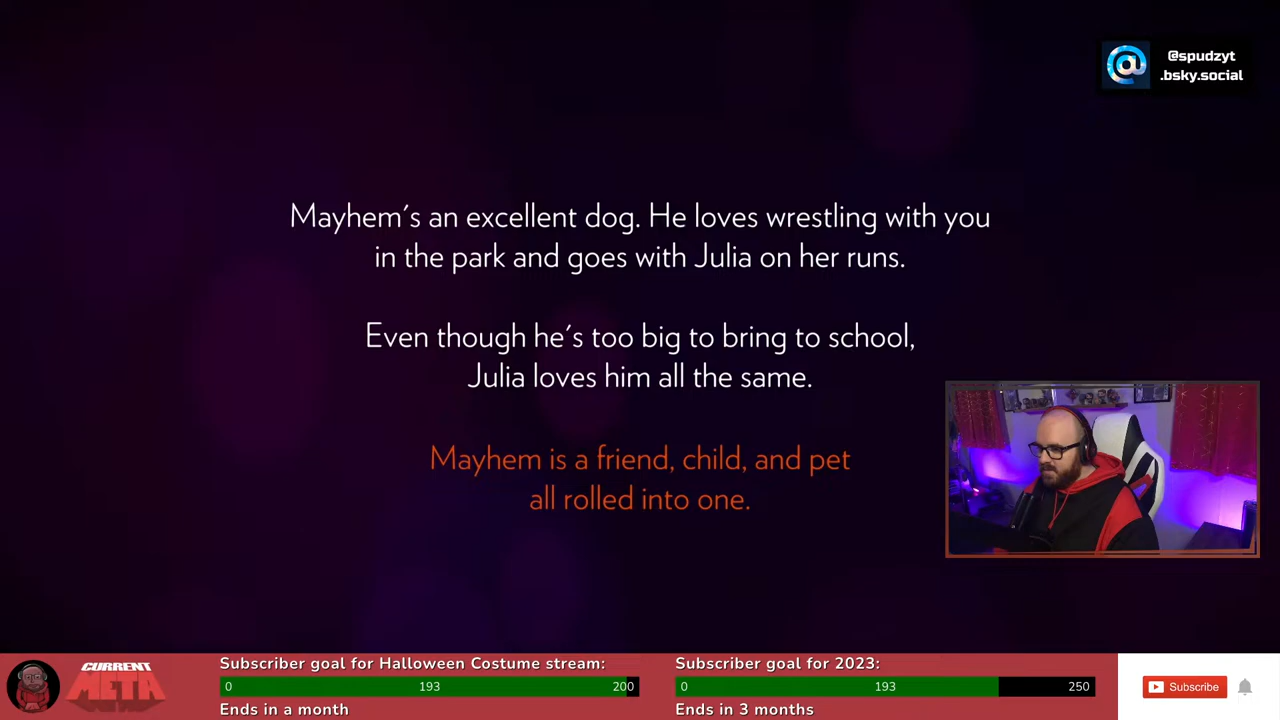 @spudzyt
.bsky.social
Mayhem's an excellent dog. He loves wrestling with you
in the park and goes with Julia on her runs.
Even though he's too big to bring to school,
Julia loves him all the same.
Mayhem is a friend, child, and pet
all rolled into one.
CURRENT
META
Subscriber goal for Halloween Costume stream:
0 193 200
Ends in a month
Subscriber goal for 2023:
0 193 250
Ends in 3 months
Subscribe